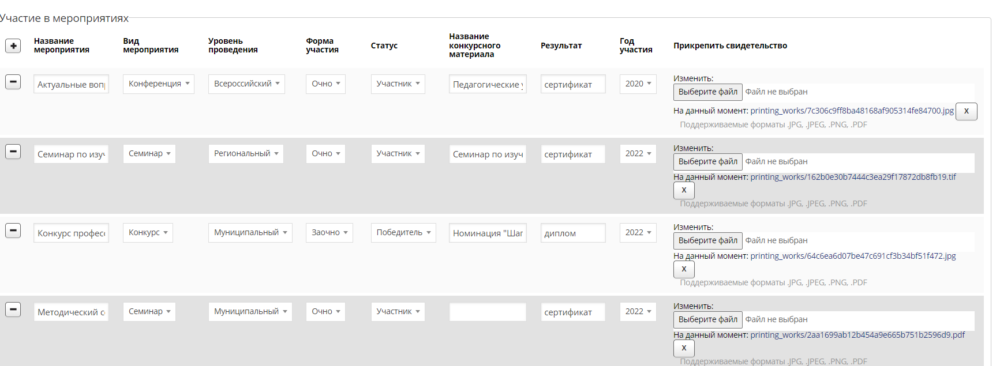 Участие в мероприятиях
Название мероприятия
Вид мероприятия
Уровень проведения
Форма участия
Статус
Название конкурсного материала
Результат
Год участия
Прикрепить свидетельство
Актуальные воп
Конференция
Всероссийский
Очно
Участник
Педагогические
сертификат
2020
Изменить:
Выберите файл Файл не выбран
На данный момент: printing_works/7c306c9ff8ba48168af905314fe84700.jpg X
Поддерживаемые форматы .JPG, .JPEG, .PNG, .PDF
Семинар по изуч
Семинар
Региональный
Очно
Участник
Семинар по изуч
сертификат
2022
Изменить:
Выберите файл Файл не выбран
На данный момент: printing_works/162b0e30b7444c3ea29f17872db8fb19.tif
X
Поддерживаемые форматы .JPG, .JPEG, .PNG, .PDF
Конкурс професс
Конкурс
Муниципальный
Заочно
Победитель
Номинация "Шаг
диплом
2022
Изменить:
Выберите файл Файл не выбран
На данный момент: printing_works/64c6ea6d07be47c691cf3b34bf51f472.jpg
X
Поддерживаемые форматы .JPG, .JPEG, .PNG, .PDF
Методический с
Семинар
Муниципальный
Очно
Участник
сертификат
2022
Изменить:
Выберите файл Файл не выбран
На данный момент: printing_works/2aa1699ab12b454a9e665b751b2596d9.pdf
X
Поддерживаемые форматы .JPG, .JPEG, .PNG, .PDF